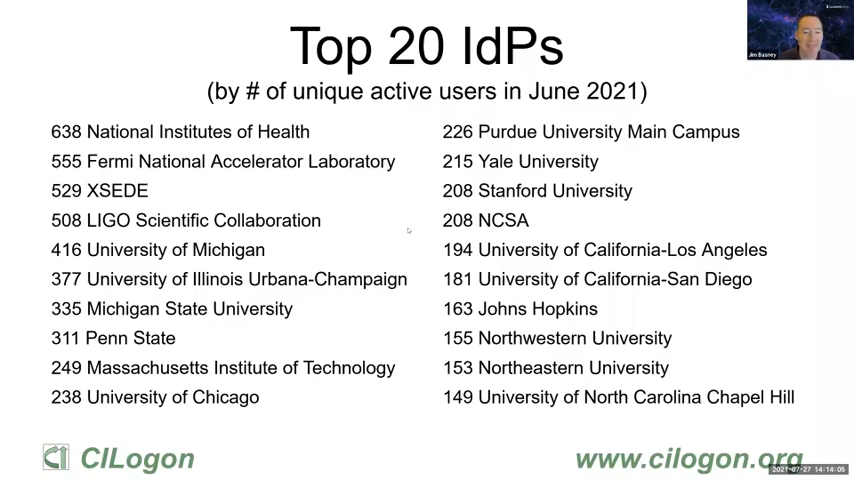 Top 20 IdPs
(by # of unique active users in June 2021)
638 National Institutes of Health
555 Fermi National Accelerator Laboratory
529 XSEDE
508 LIGO Scientific Collaboration
416 University of Michigan
377 University of Illinois Urbana-Champaign
335 Michigan State University
311 Penn State
249 Massachusetts Institute of Technology
238 University of Chicago
226 Purdue University Main Campus
215 Yale University
208 Stanford University
208 NCSA
194 University of California-Los Angeles
181 University of California-San Diego
163 Johns Hopkins
155 Northwestern University
153 Northeastern University
149 University of North Carolina Chapel Hill
CILogon
www.cilogon.org
2021-07-27 14:14:05
Jim Basney